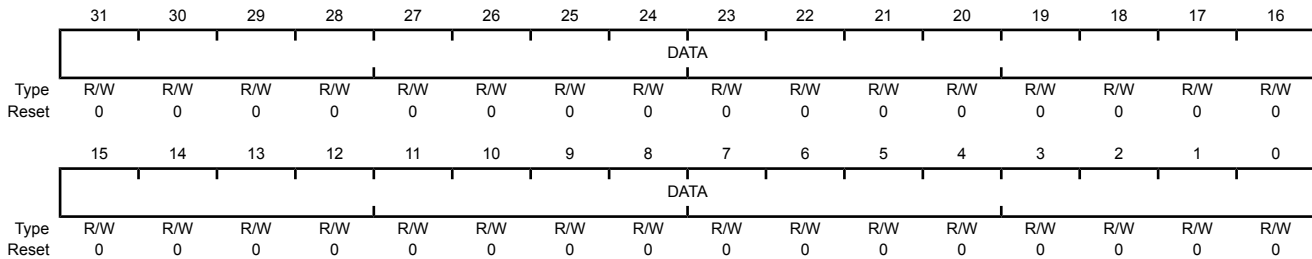 31 30 29 28 27 26 25 24 23 22 21 20 19 18 17 16
DATA
Type R/W R/W R/W R/W R/W R/W R/W R/W R/W R/W R/W R/W R/W R/W R/W R/W
Reset 0 0 0 0 0 0 0 0 0 0 0 0 0 0 0 0
15 14 13 12 11 10 9 8 7 6 5 4 3 2 1 0
DATA
Type R/W R/W R/W R/W R/W R/W R/W R/W R/W R/W R/W R/W R/W R/W R/W R/W
Reset 0 0 0 0 0 0 0 0 0 0 0 0 0 0 0 0